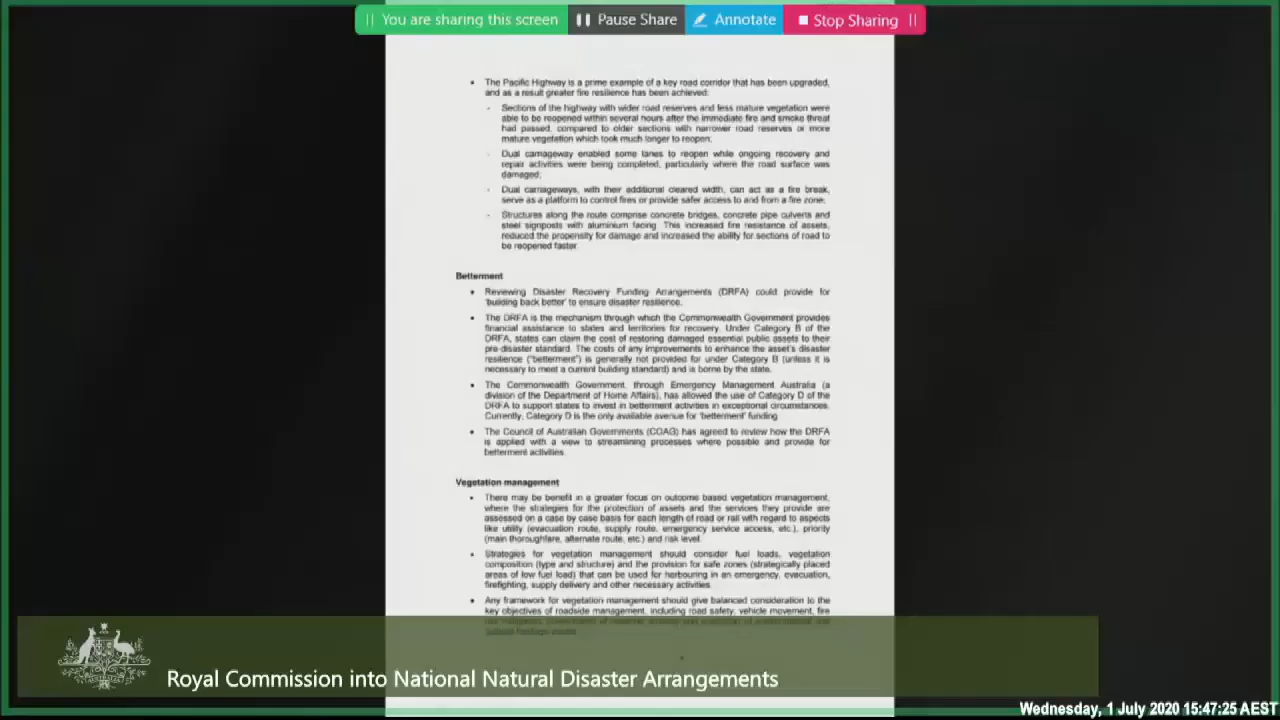 You are sharing this screen Pause Share Annotate Stop Sharing
• The Pacific Highway is a prime example of a key road corridor that has been upgraded,
and as a result greater fire resilience has been achieved:
- Sections of the highway with wider road reserves and less mature vegetation were
able to be reopened within several hours after the immediate fire and smoke threat
had passed, compared to older sections with narrower road reserves or more
mature vegetation which took much longer to reopen;
- Dual carriageway enabled some lanes to reopen while ongoing recovery and
repair activities were being completed, particularly where the road surface was
damaged;
- Dual carriageways, with their additional cleared width, can act as a fire break,
serve as a platform to control fires or provide safer access to and from a fire zone;
- Structures along the route comprise concrete bridges, concrete pipe culverts and
steel signposts with aluminium facing. This increased fire resistance of assets,
reduced the propensity for damage and increased the ability for sections of road to
be reopened faster.
Betterment
• Reviewing Disaster Recovery Funding Arrangements (DRFA) could provide for
'building back better' to ensure disaster resilience.
• The DRFA is the mechanism through which the Commonwealth Government provides
financial assistance to states and territories for recovery. Under Category B of the
DRFA, states can claim the cost of restoring damaged essential public assets to their
pre-disaster standard. The costs of any improvements to enhance the asset's disaster
resilience ("betterment") is generally not provided for under Category B (unless it is
necessary to meet a current building standard) and is borne by the state.
• The Commonwealth Government, through Emergency Management Australia (a
division of the Department of Home Affairs), has allowed the use of Category D of the
DRFA to support states to invest in betterment activities in exceptional circumstances.
Currently, Category D is the only available avenue for 'betterment' funding.
• The Council of Australian Governments (COAG) has agreed to review how the DRFA
is applied with a view to streamlining processes where possible and provide for
betterment activities.
Vegetation management
• There may be benefit in a greater focus on outcome based vegetation management,
where the strategies for the protection of assets and the services they provide are
assessed on a case by case basis for each length of road or rail with regard to aspects
like utility (evacuation route, supply route, emergency service access, etc.), priority
(main thoroughfare, alternate route, etc.) and risk level.
• Strategies for vegetation management should consider fuel loads, vegetation
composition (type and structure) and the provision for safe zones (strategically placed
areas of low fuel load) that can be used for harbouring in an emergency, evacuation,
firefighting, supply delivery and other necessary activities.
• Any framework for vegetation management should give balanced consideration to the
key objectives of roadside management, including road safety, vehicle movement, fire
Royal Commission into National Natural Disaster Arrangements
Wednesday, 1 July 2020 15:47:25 AEST